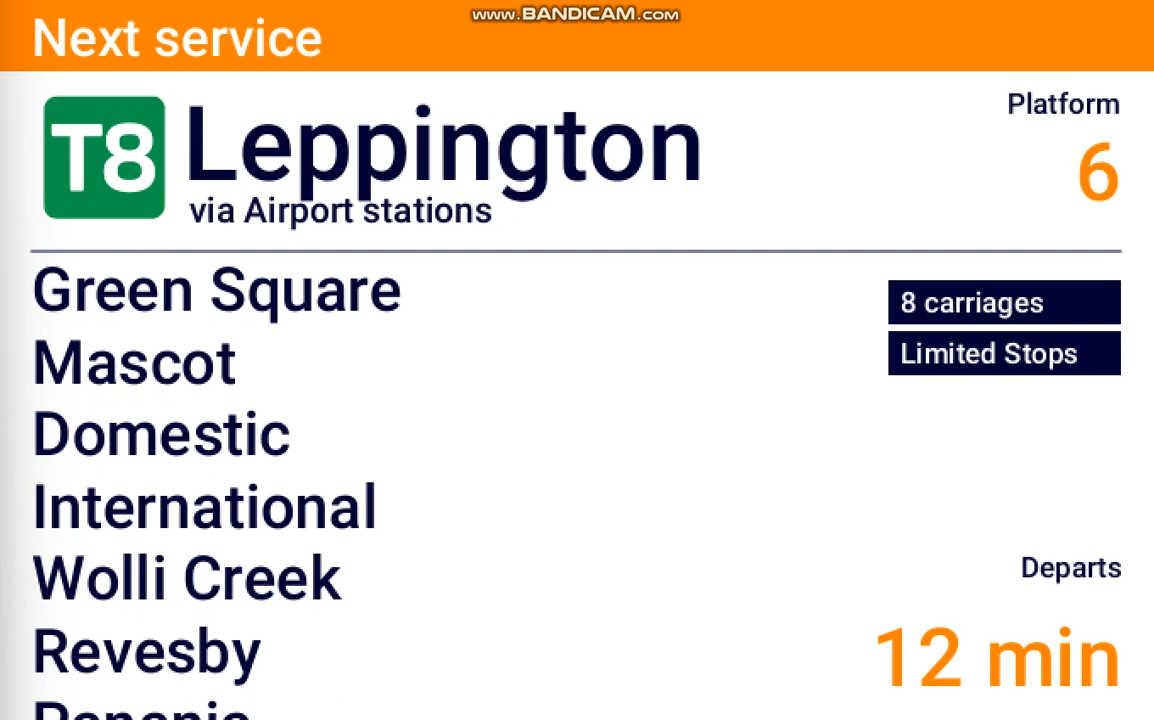 www.BANDICAM.com
Next service
T8
Leppington
via Airport stations
Platform
6
Green Square
Mascot
Domestic
International
Wolli Creek
Revesby
8 carriages
Limited Stops
Departs
12 min